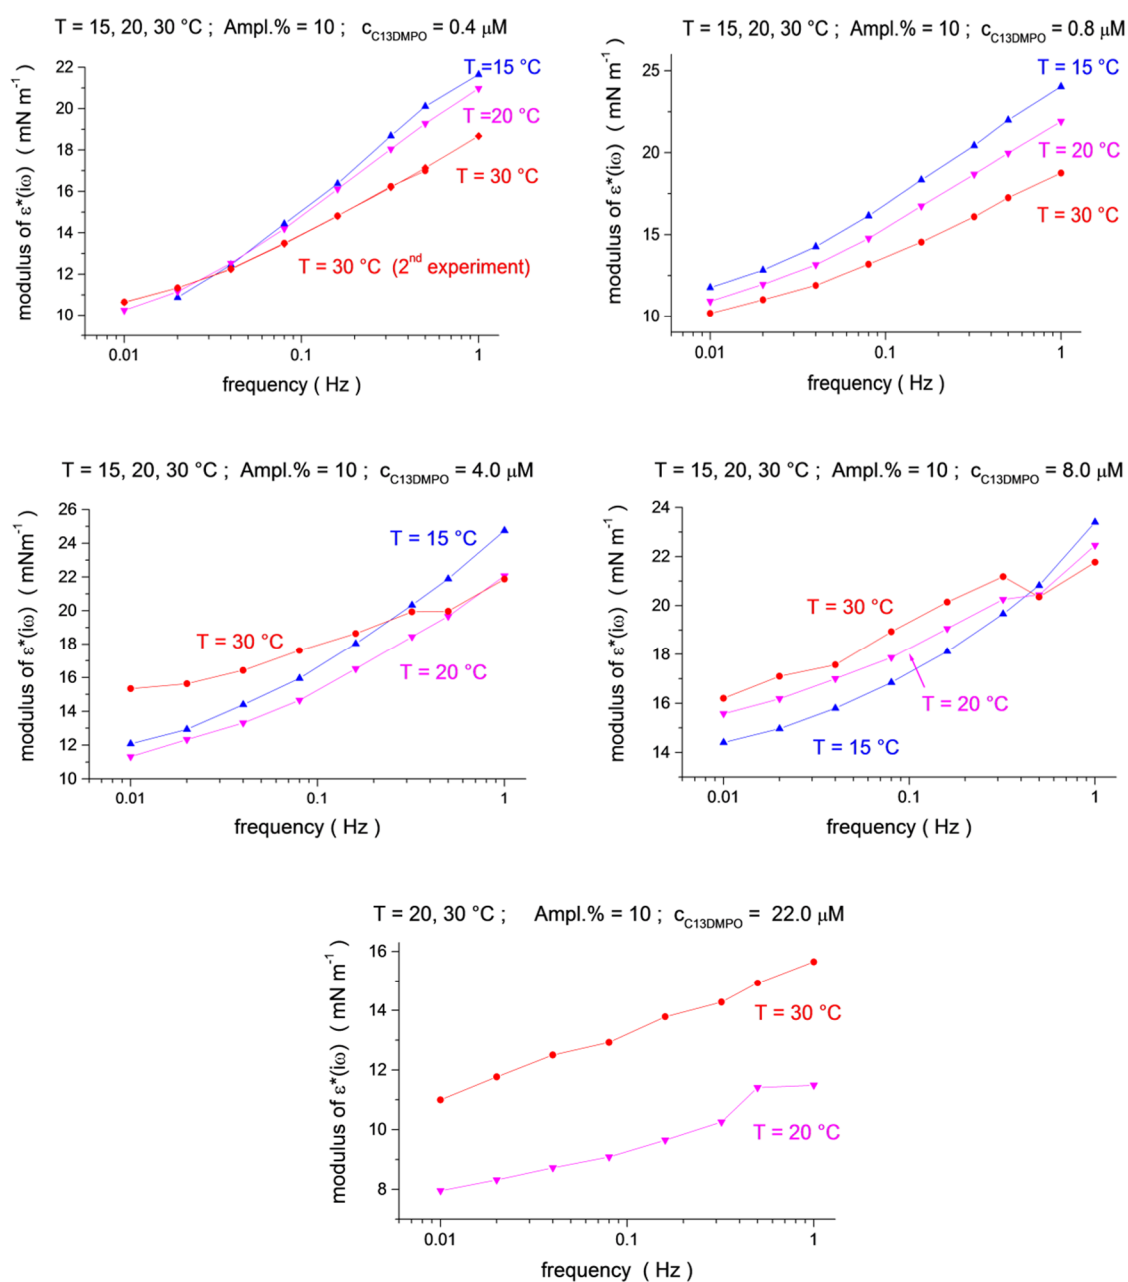 T = 15, 20, 30 °C ; Ampl.% = 10 ; c_C13DMPO = 0.4 μM
modulus of ε*(iω) ( mN m⁻¹ )
22
20
18
16
14
12
10
T =15 °C
T =20 °C
T = 30 °C
T = 30 °C (2nd experiment)
0.01
0.1
1
frequency ( Hz )
T = 15, 20, 30 °C ; Ampl.% = 10 ; c_C13DMPO = 0.8 μM
modulus of ε*(iω) ( mN m⁻¹ )
25
20
15
10
T = 15 °C
T = 20 °C
T = 30 °C
0.01
0.1
1
frequency ( Hz )
T = 15, 20, 30 °C ; Ampl.% = 10 ; c_C13DMPO = 4.0 μM
modulus of ε*(iω) ( mNm⁻¹ )
26
24
22
20
18
16
14
12
10
T = 15 °C
T = 30 °C
T = 20 °C
0.01
0.1
1
frequency ( Hz )
T = 15, 20, 30 °C ; Ampl.% = 10 ; c_C13DMPO = 8.0 μM
modulus of ε*(iω) ( mN m⁻¹ )
24
22
20
18
16
14
T = 30 °C
T = 20 °C
T = 15 °C
0.01
0.1
1
frequency ( Hz )
T = 20, 30 °C ; Ampl.% = 10 ; c_C13DMPO = 22.0 μM
modulus of ε*(iω) ( mN m⁻¹ )
16
14
12
10
8
T = 30 °C
T = 20 °C
0.01
0.1
1
frequency ( Hz )